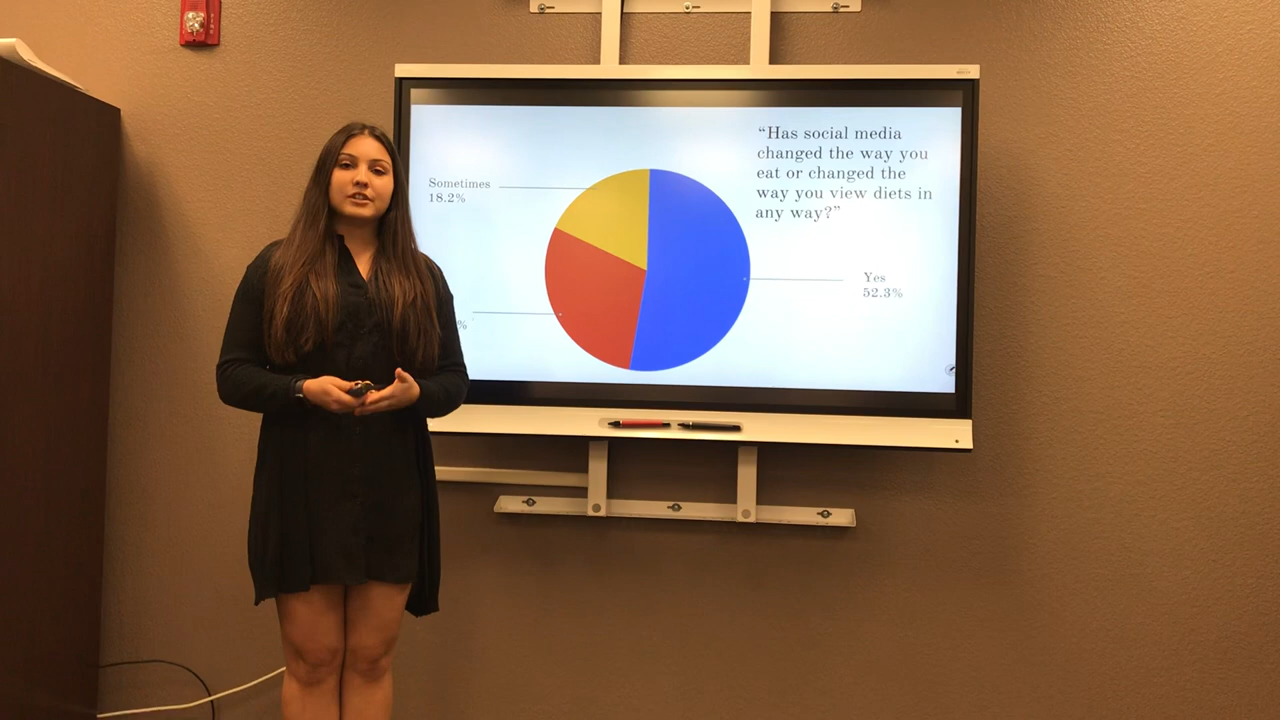 “Has social media
changed the way you
eat or changed the
way you view diets in
any way?”
Sometimes
18.2%
Yes
52.3%
%